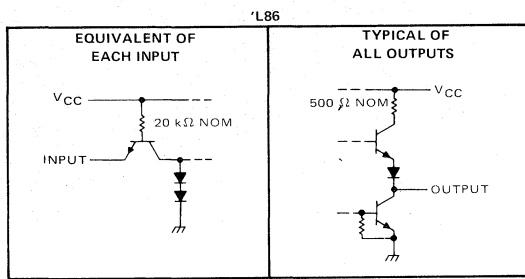 'L86
EQUIVALENT OF
EACH INPUT
VCC
20 kΩ NOM
INPUT
TYPICAL OF
ALL OUTPUTS
VCC
500 Ω NOM
OUTPUT